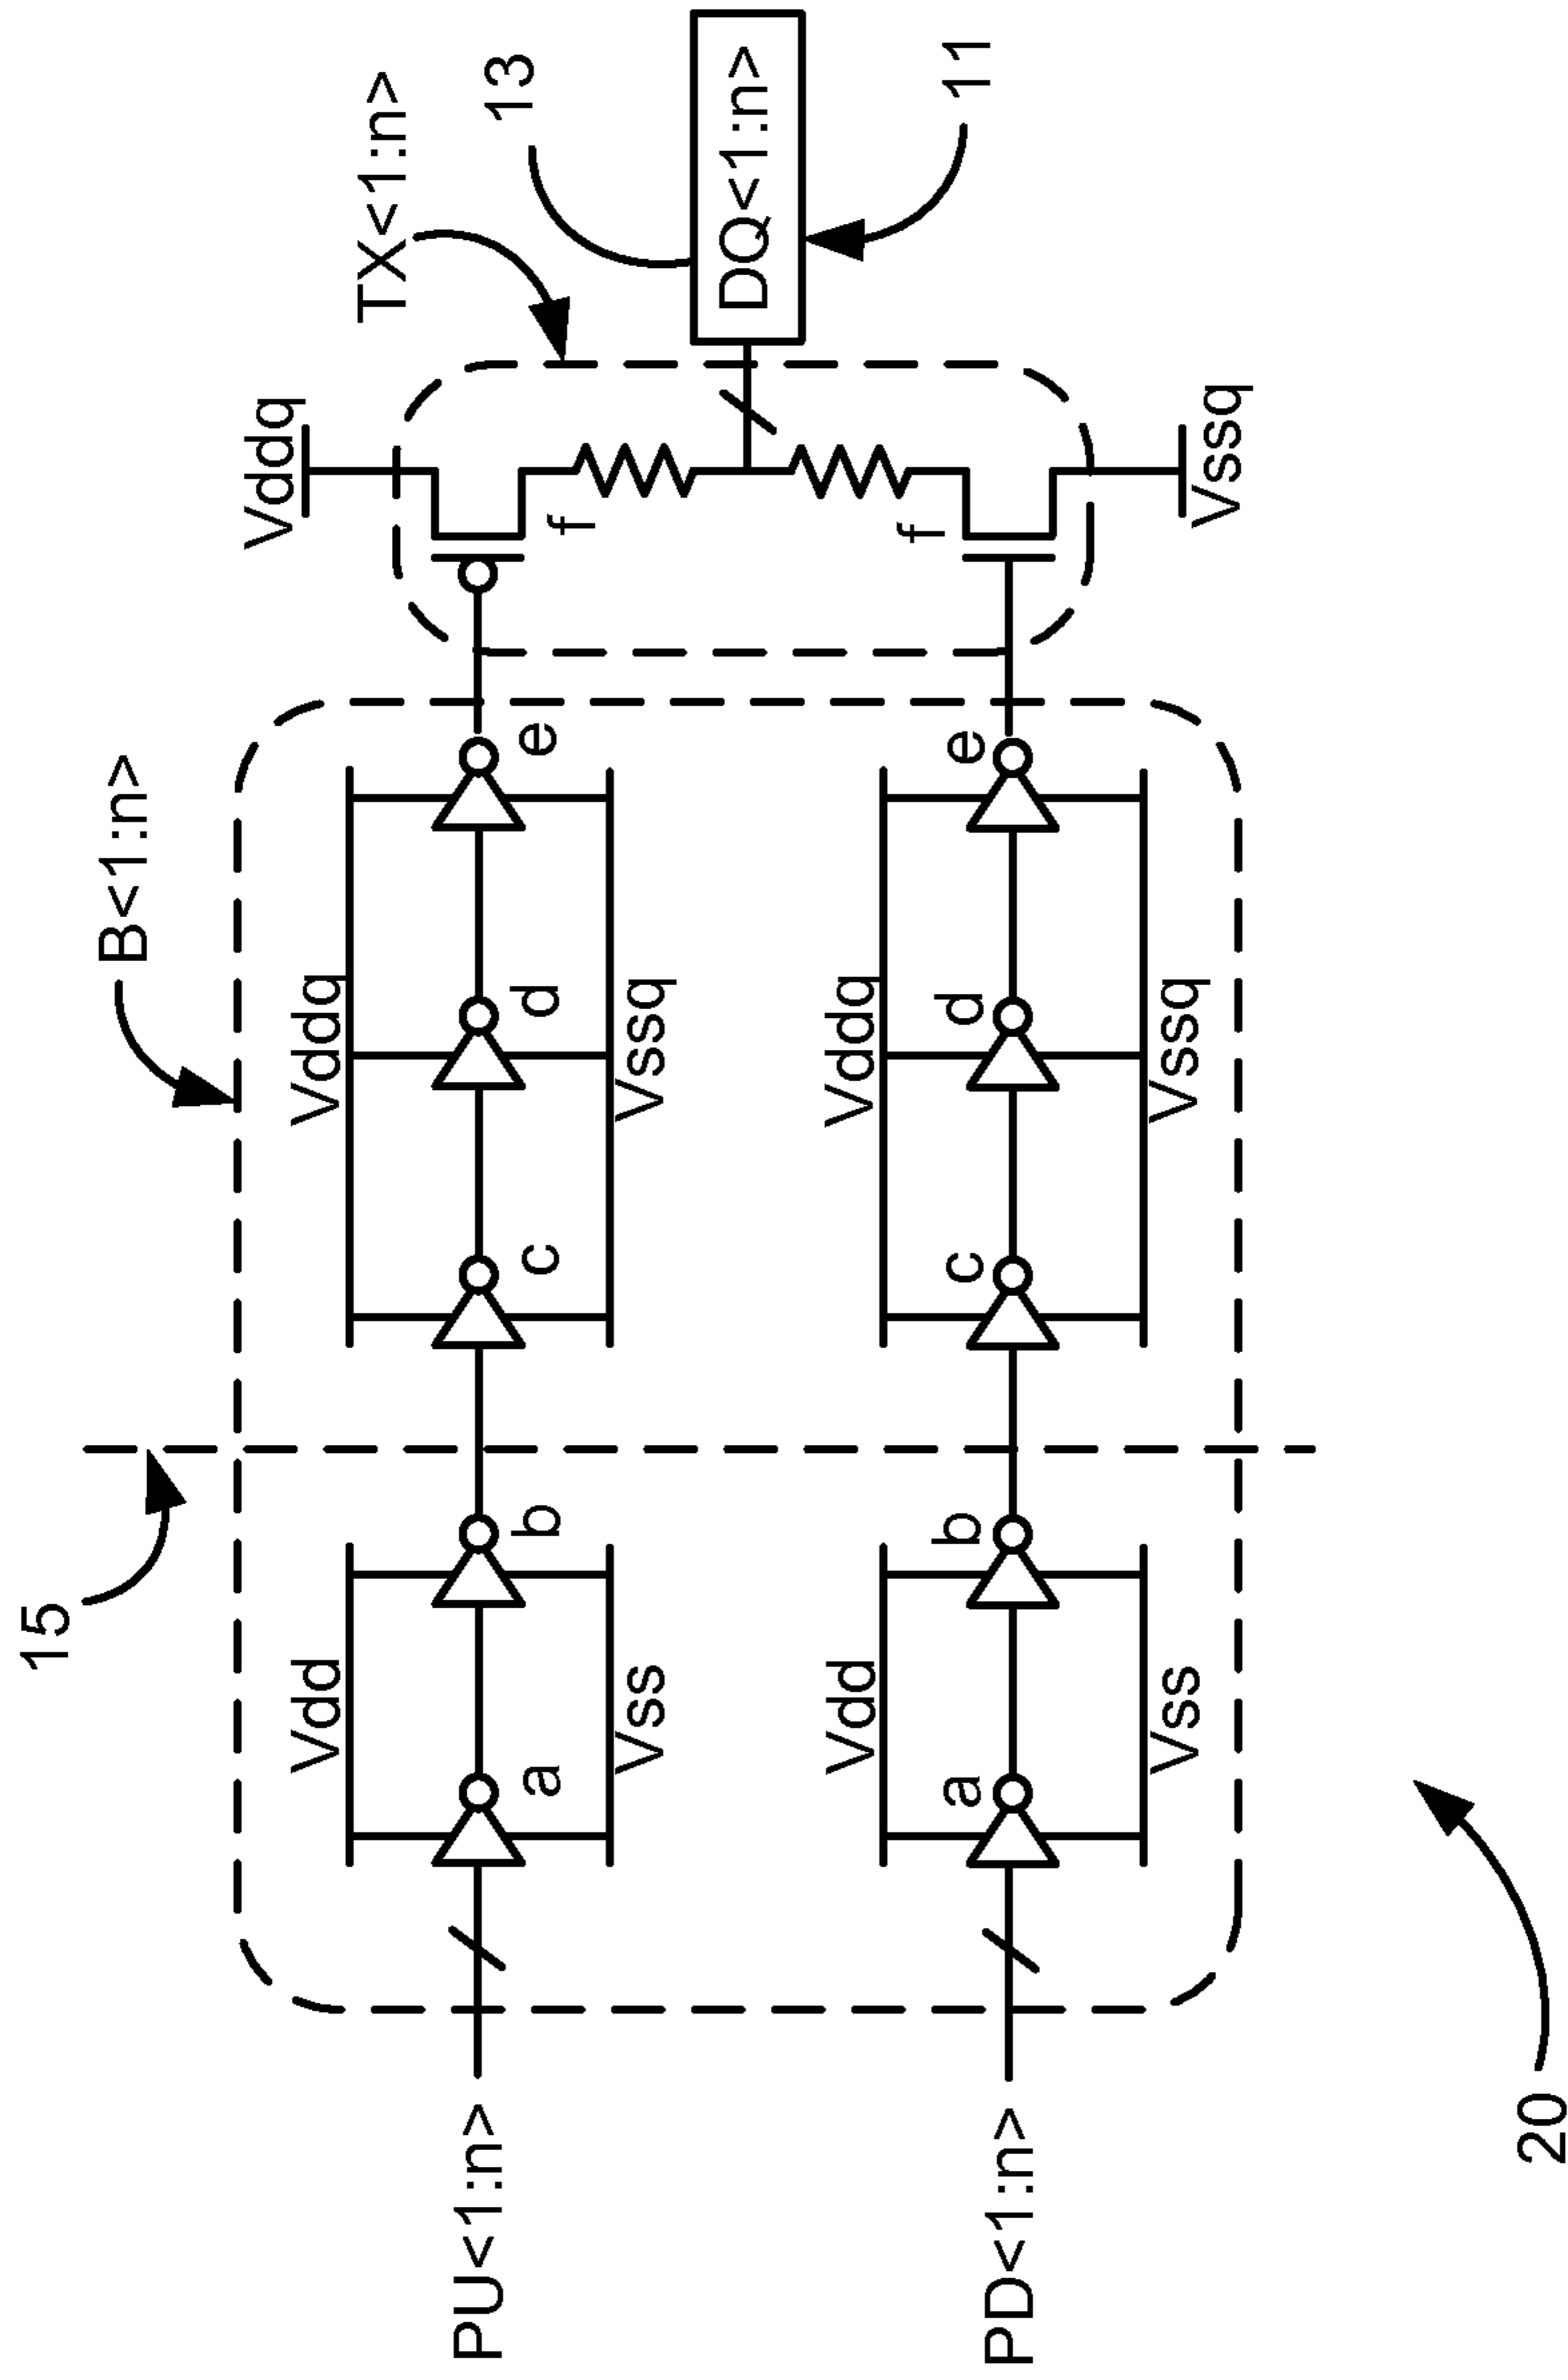 15
B<1:n>
TX<1:n>
13
Vddq
Vdd
Vddq
PU<1:n>
a
b
c
d
e
f
Vss
Vssq
DQ<1:n>
Vdd
Vddq
11
PD<1:n>
a
b
c
d
e
f
Vss
Vssq
Vssq
20